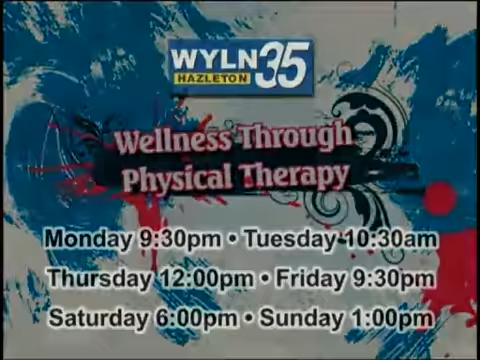 WYLN 35
HAZLETON
Wellness Through
Physical Therapy
Monday 9:30pm • Tuesday 10:30am
Thursday 12:00pm • Friday 9:30pm
Saturday 6:00pm • Sunday 1:00pm